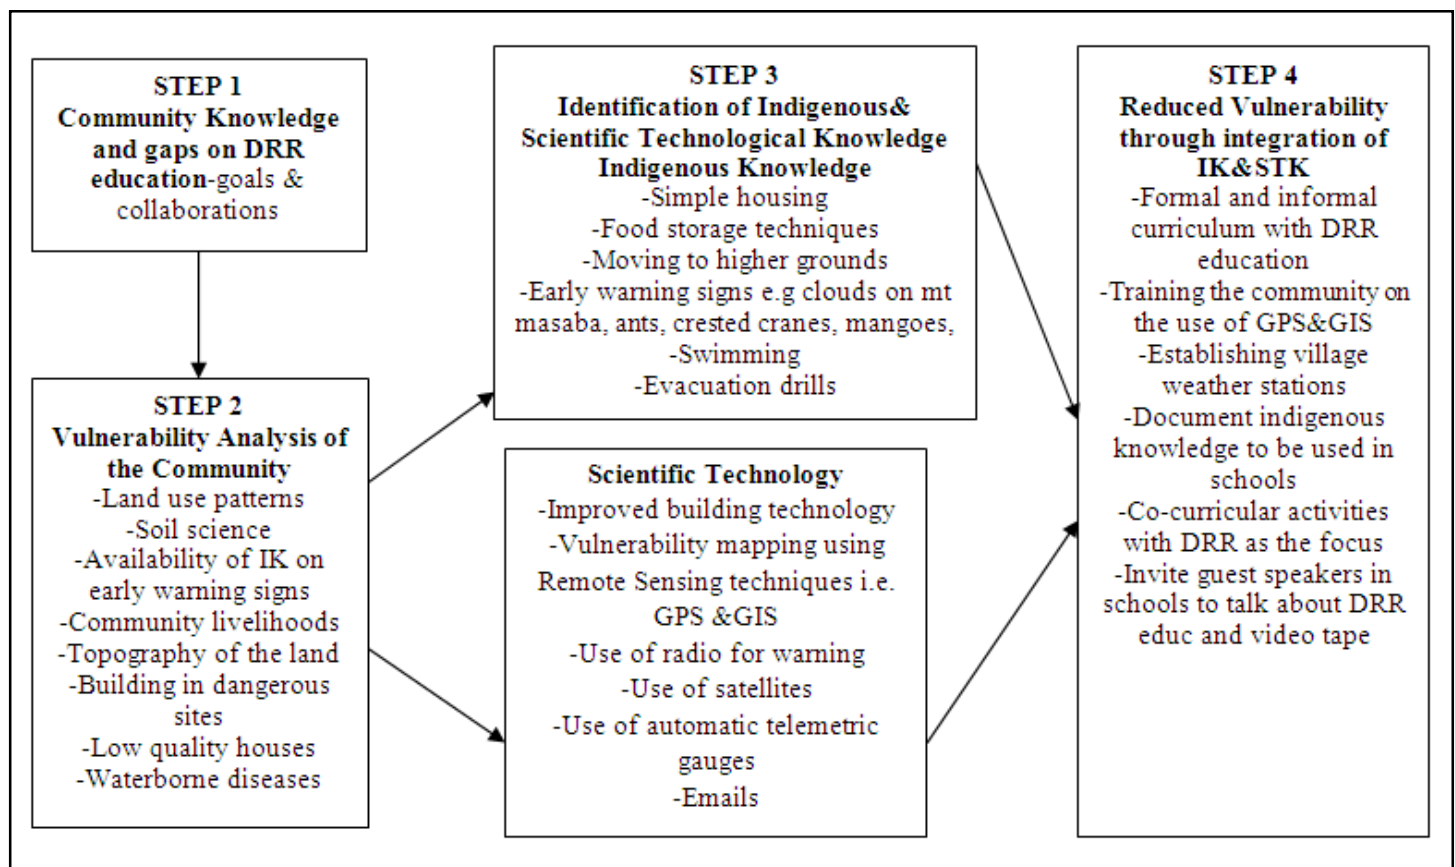 STEP 1
Community Knowledge
and gaps on DRR
education-goals &
collaborations
STEP 2
Vulnerability Analysis of
the Community
-Land use patterns
-Soil science
-Availability of IK on
early warning signs
-Community livelihoods
-Topography of the land
-Building in dangerous
sites
-Low quality houses
-Waterborne diseases
STEP 3
Identification of Indigenous&
Scientific Technological Knowledge
Indigenous Knowledge
-Simple housing
-Food storage techniques
-Moving to higher grounds
-Early warning signs e.g clouds on mt
masaba, ants, crested cranes, mangoes,
-Swimming
-Evacuation drills
Scientific Technology
-Improved building technology
-Vulnerability mapping using
Remote Sensing techniques i.e.
GPS &GIS
-Use of radio for warning
-Use of satellites
-Use of automatic telemetric
gauges
-Emails
STEP 4
Reduced Vulnerability
through integration of
IK&STK
-Formal and informal
curriculum with DRR
education
-Training the community on
the use of GPS&GIS
-Establishing village
weather stations
-Document indigenous
knowledge to be used in
schools
-Co-curricular activities
with DRR as the focus
-Invite guest speakers in
schools to talk about DRR
educ and video tape